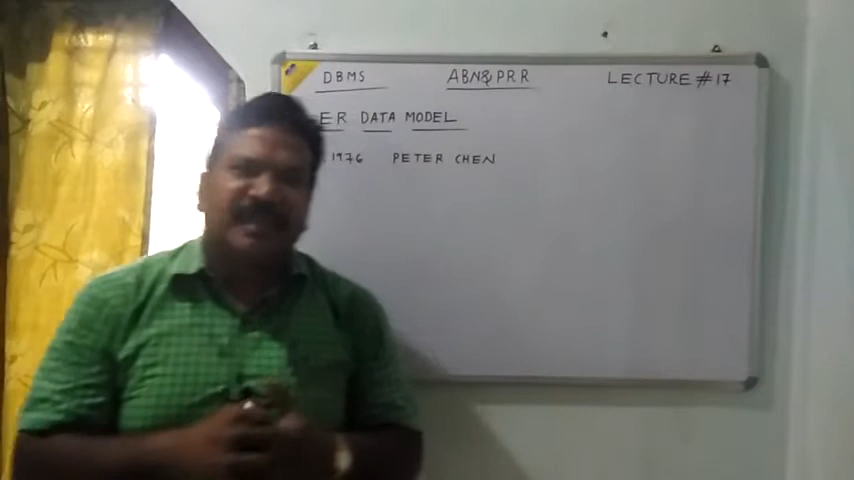 DBMS ABN&PRR LECTURE #17
ER DATA MODEL
1976 PETER CHEN